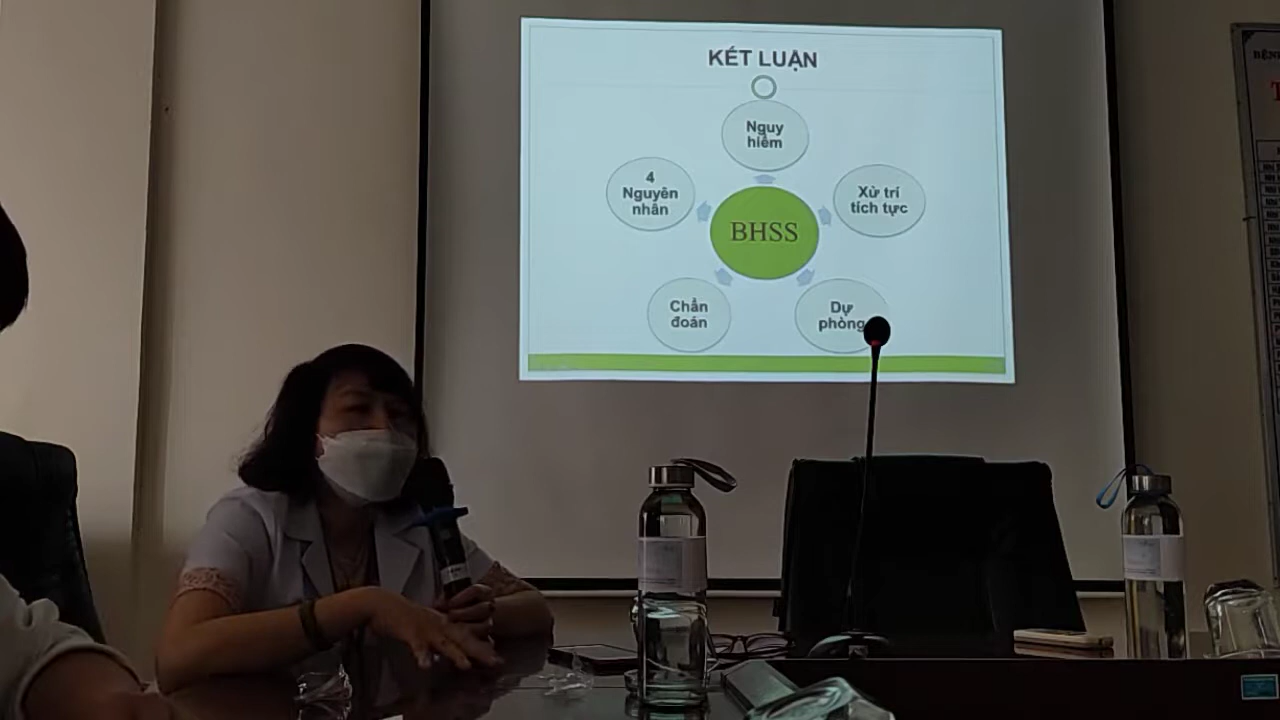 KẾT LUẬN
Nguy
hiểm
4
Nguyên
nhân
Xử trí
tích tực
BHSS
Chẩn
đoán
Dự
phòng